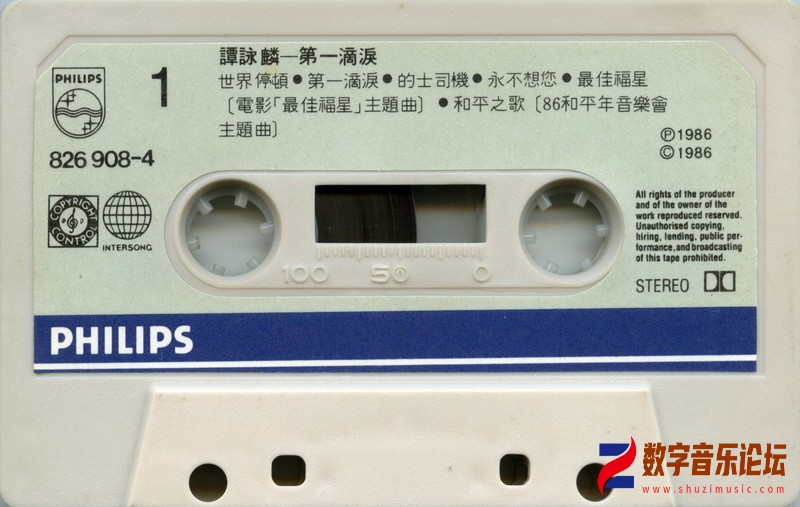 PHILIPS
1
譚詠麟—第一滴淚
世界停頓●第一滴淚●的士司機●永不想您●最佳福星
〔電影「最佳福星」主題曲〕●和平之歌〔86和平年音樂會
主題曲〕
826 908-4
Ⓟ1986
©1986
COPYRIGHT
CONTROL
INTERSONG
All rights of the producer
and of the owner of the
work reproduced reserved.
Unauthorised copying,
hiring, lending, public per-
formance, and broadcasting
of this tape prohibited.
100 50 0
STEREO
PHILIPS
数字音乐论坛
www.shuzimusic.com